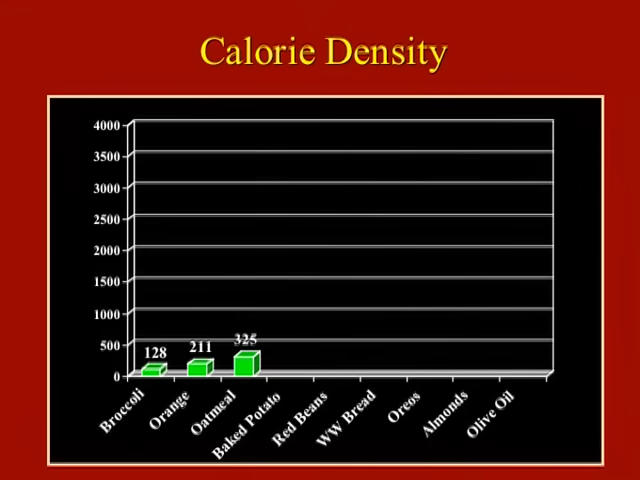 Calorie Density
4000
3500
3000
2500
2000
1500
1000
500
0
128
211
325
Broccoli
Orange
Oatmeal
Baked Potato
Red Beans
WW Bread
Oreos
Almonds
Olive Oil